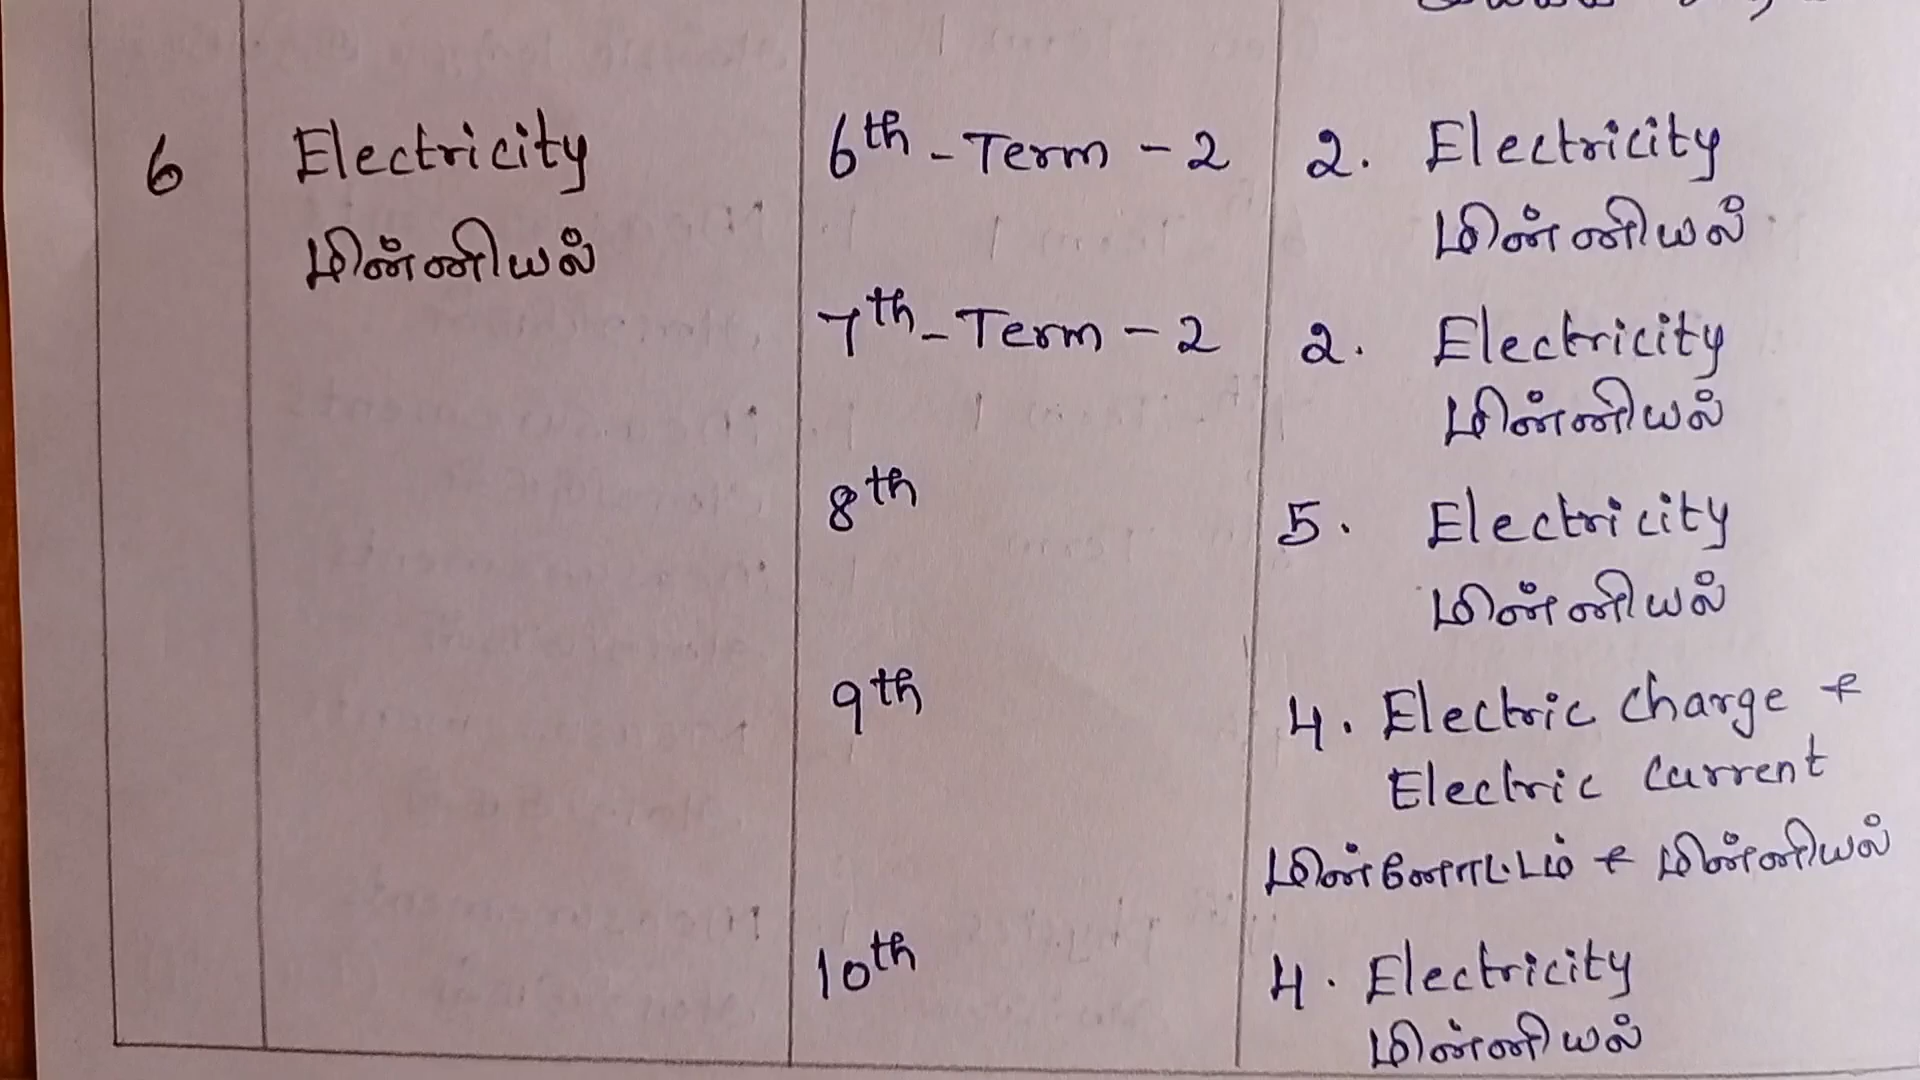 6 Electricity 6th - Term - 2 2. Electricity
மின்னியல் மின்னியல்
7th - Term - 2 2. Electricity
மின்னியல்
8th 5. Electricity
மின்னியல்
9th 4. Electric charge &
Electric Current
மின்னோட்டம் & மின்னியல்
10th 4. Electricity
மின்னியல்